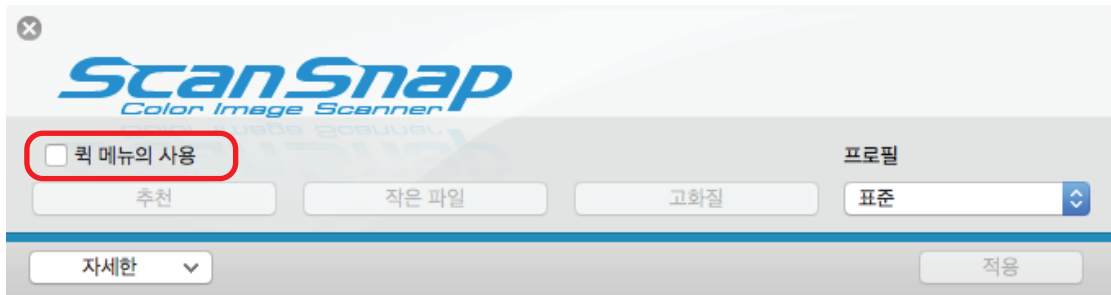 ScanSnap
Color Image Scanner
퀵 메뉴의 사용
프로필
추천
작은 파일
고화질
표준
자세한
적용